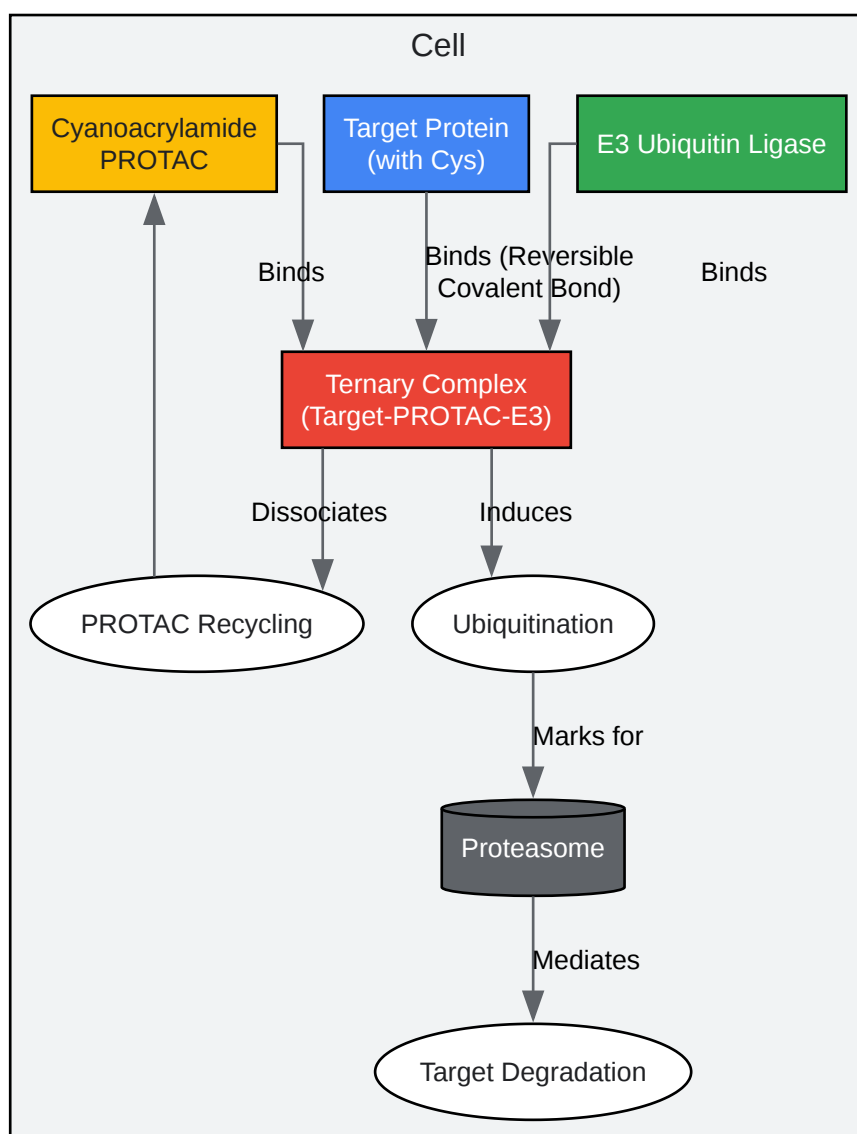 Cell
Cyanoacrylamide
PROTAC
Target Protein
(with Cys)
E3 Ubiquitin Ligase
Binds
Binds (Reversible
Covalent Bond)
Binds
Ternary Complex
(Target-PROTAC-E3)
Dissociates
Induces
PROTAC Recycling
Ubiquitination
Marks for
Proteasome
Mediates
Target Degradation